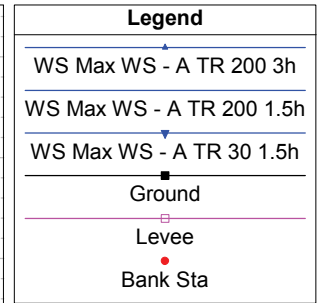 Legend
WS Max WS - A TR 200 3h
WS Max WS - A TR 200 1.5h
WS Max WS - A TR 30 1.5h
Ground
Levee
Bank Sta